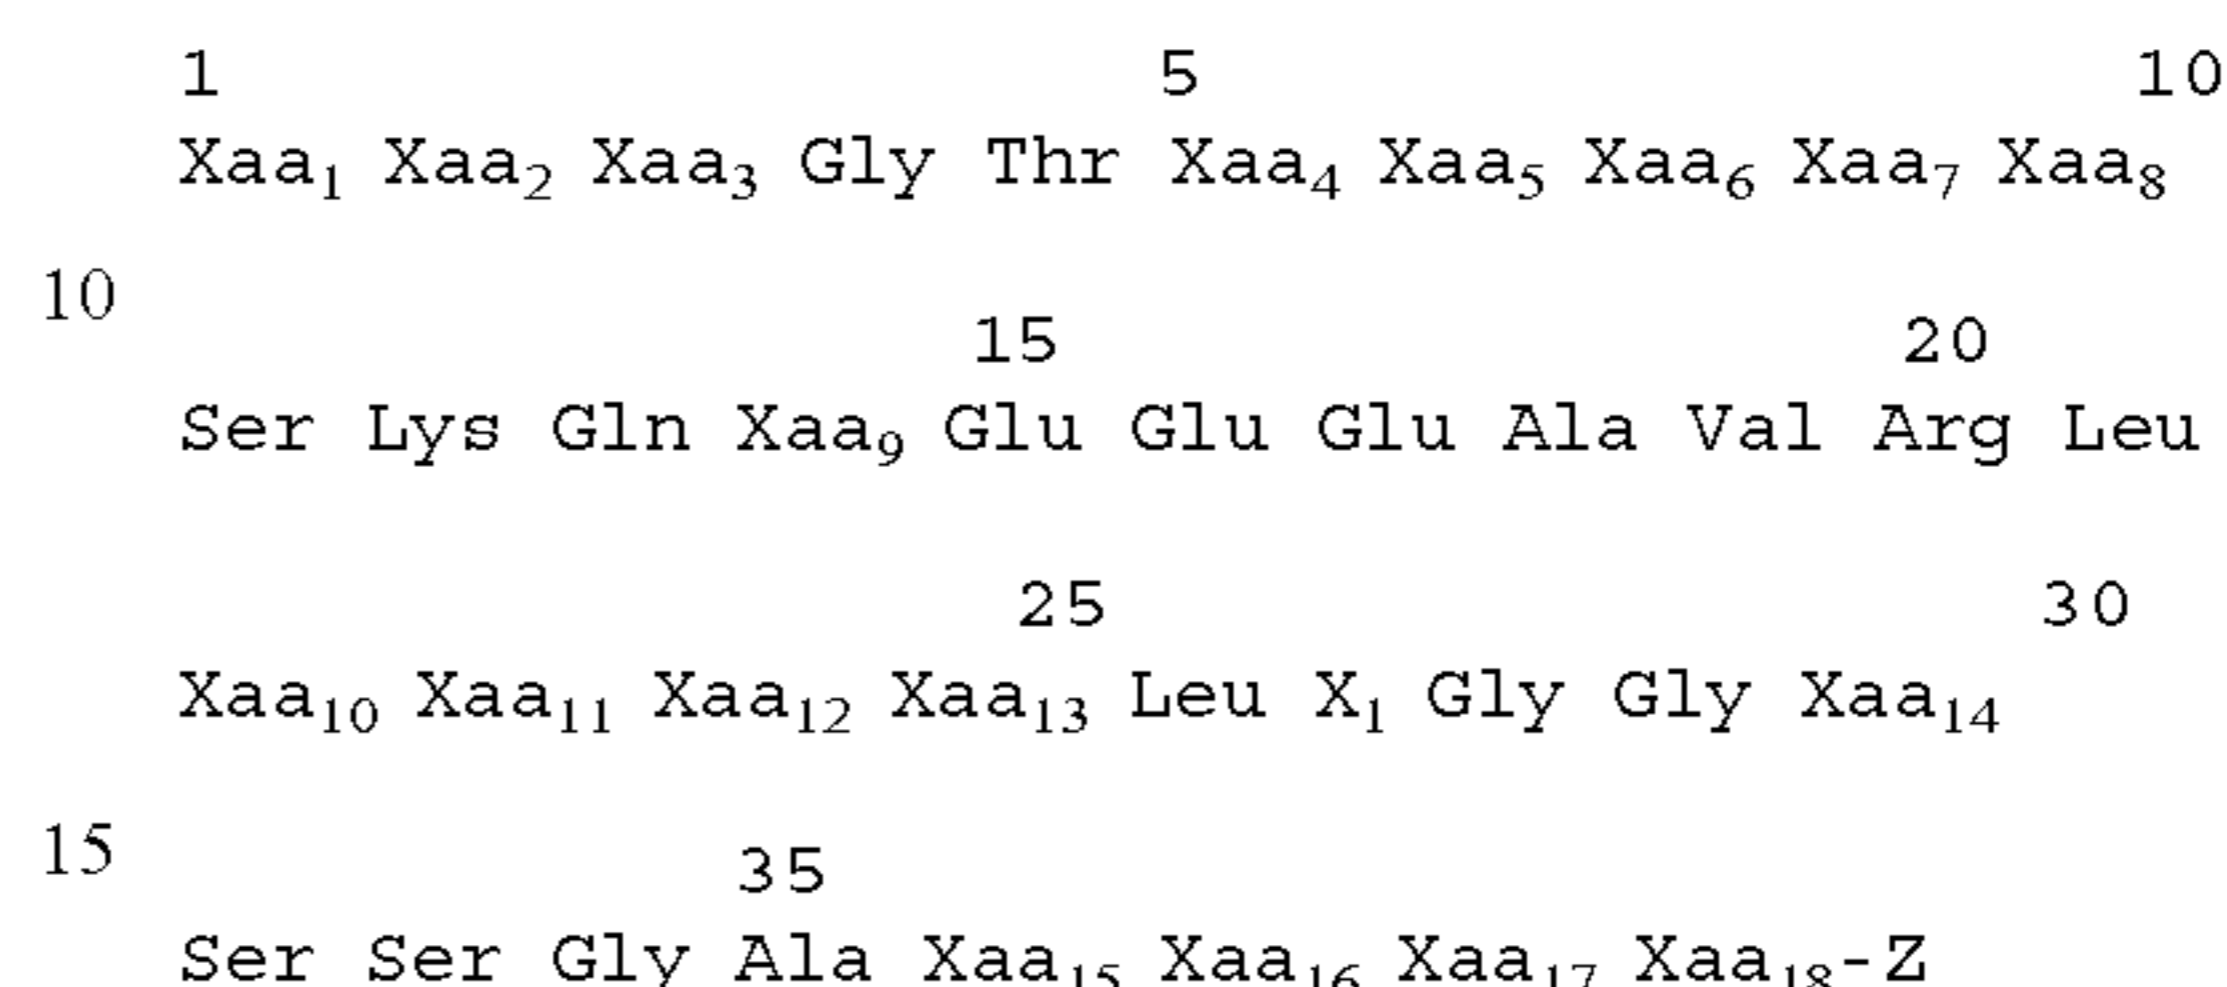 1 5 10
Xaa₁ Xaa₂ Xaa₃ Gly Thr Xaa₄ Xaa₅ Xaa₆ Xaa₇ Xaa₈
10
15 20
Ser Lys Gln Xaa₉ Glu Glu Glu Ala Val Arg Leu
25 30
Xaa₁₀ Xaa₁₁ Xaa₁₂ Xaa₁₃ Leu X₁ Gly Gly Xaa₁₄
15
35
Ser Ser Gly Ala Xaa₁₅ Xaa₁₆ Xaa₁₇ Xaa₁₈-Z